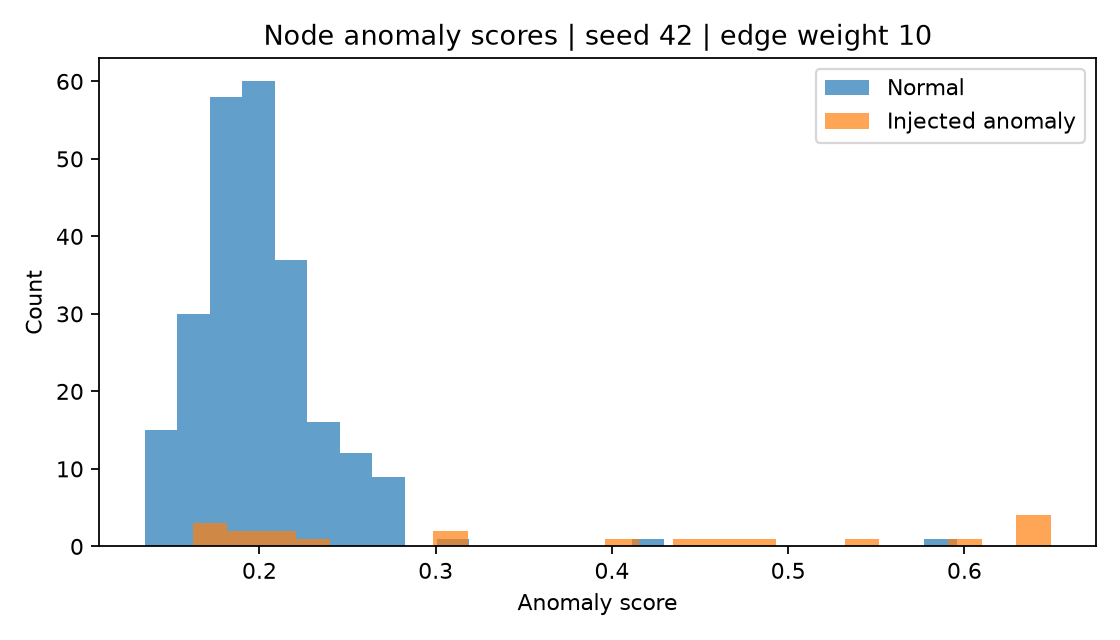 Node anomaly scores | seed 42 | edge weight 10
Normal
Injected anomaly
Count
60
50
40
30
20
10
0
0.2 0.3 0.4 0.5 0.6
Anomaly score